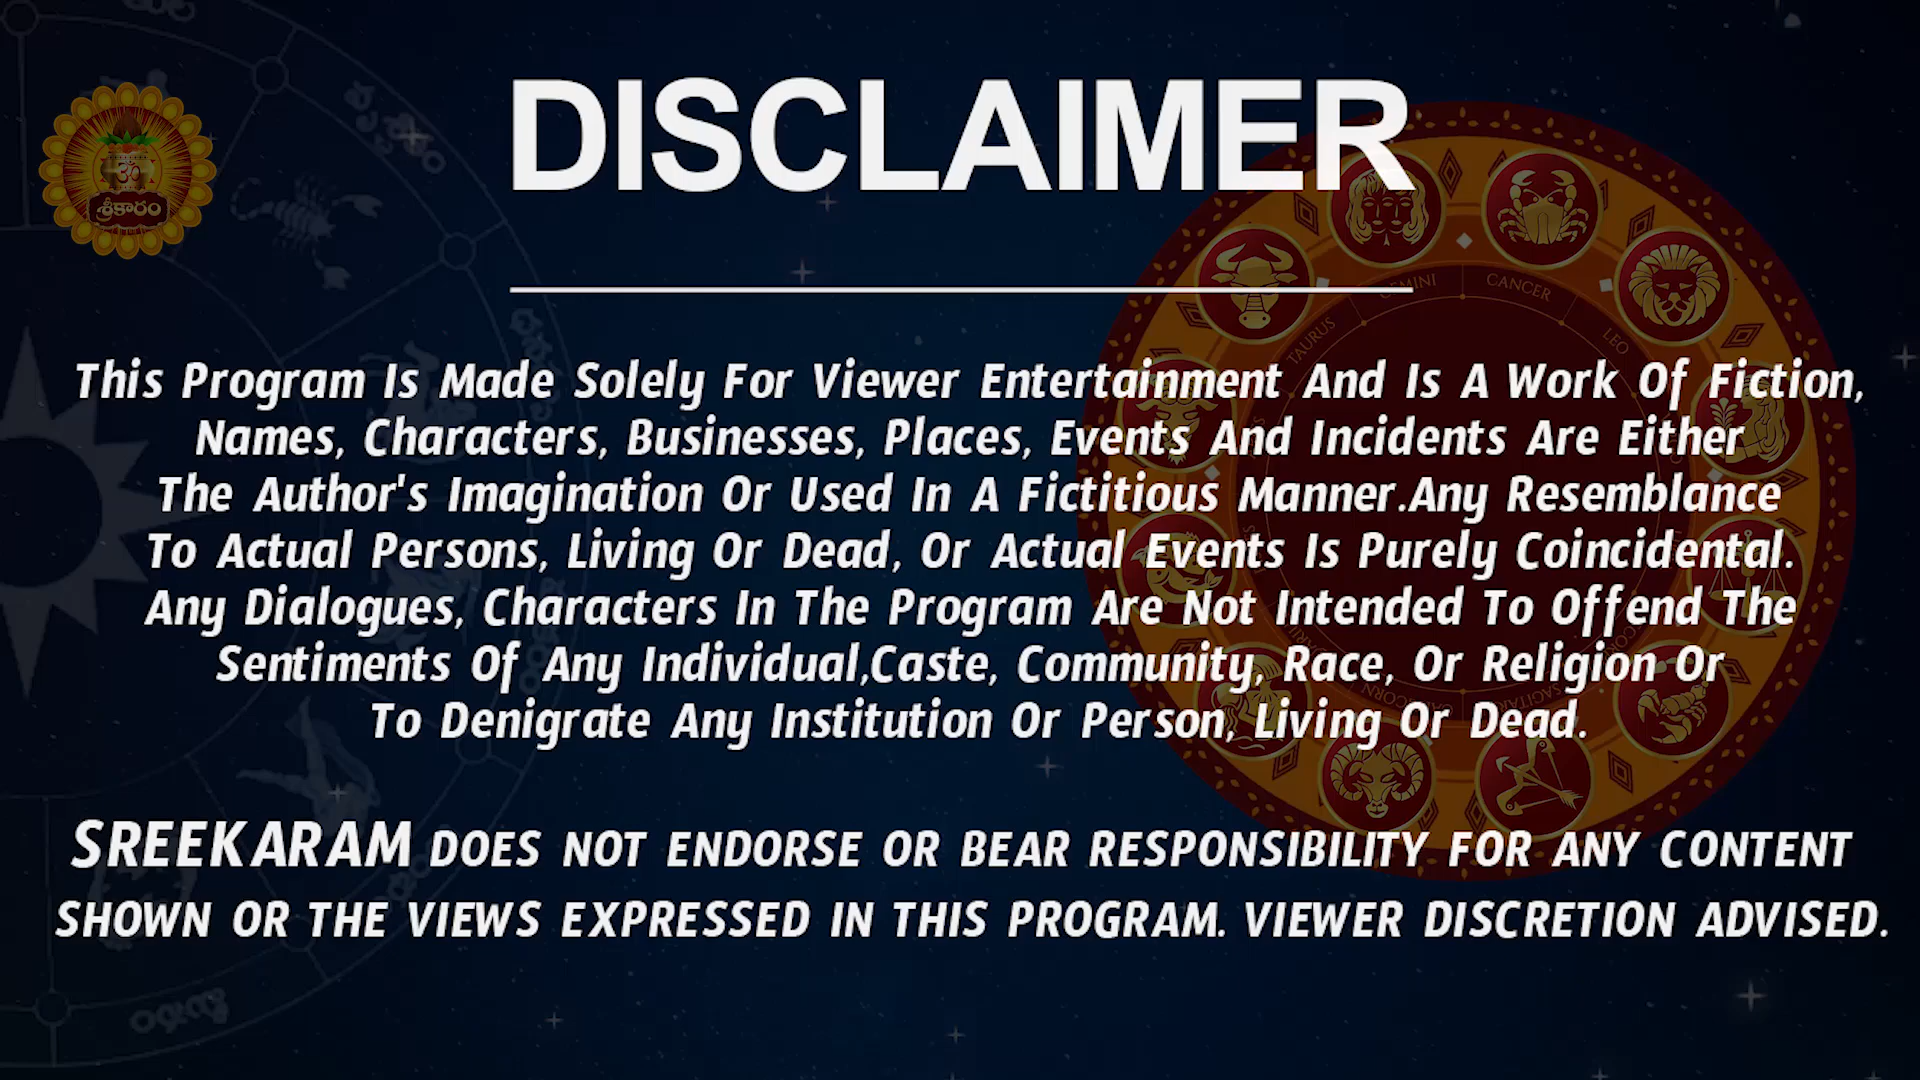 DISCLAIMER
ॐ
శ్రీకారం
GEMINI
CANCER
TAURUS
LEO
This Program Is Made Solely For Viewer Entertainment And Is A Work Of Fiction,
Names, Characters, Businesses, Places, Events And Incidents Are Either
The Author's Imagination Or Used In A Fictitious Manner.Any Resemblance
To Actual Persons, Living Or Dead, Or Actual Events Is Purely Coincidental.
Any Dialogues, Characters In The Program Are Not Intended To Offend The
Sentiments Of Any Individual,Caste, Community, Race, Or Religion Or
To Denigrate Any Institution Or Person, Living Or Dead.
SREEKARAM DOES NOT ENDORSE OR BEAR RESPONSIBILITY FOR ANY CONTENT
SHOWN OR THE VIEWS EXPRESSED IN THIS PROGRAM. VIEWER DISCRETION ADVISED.